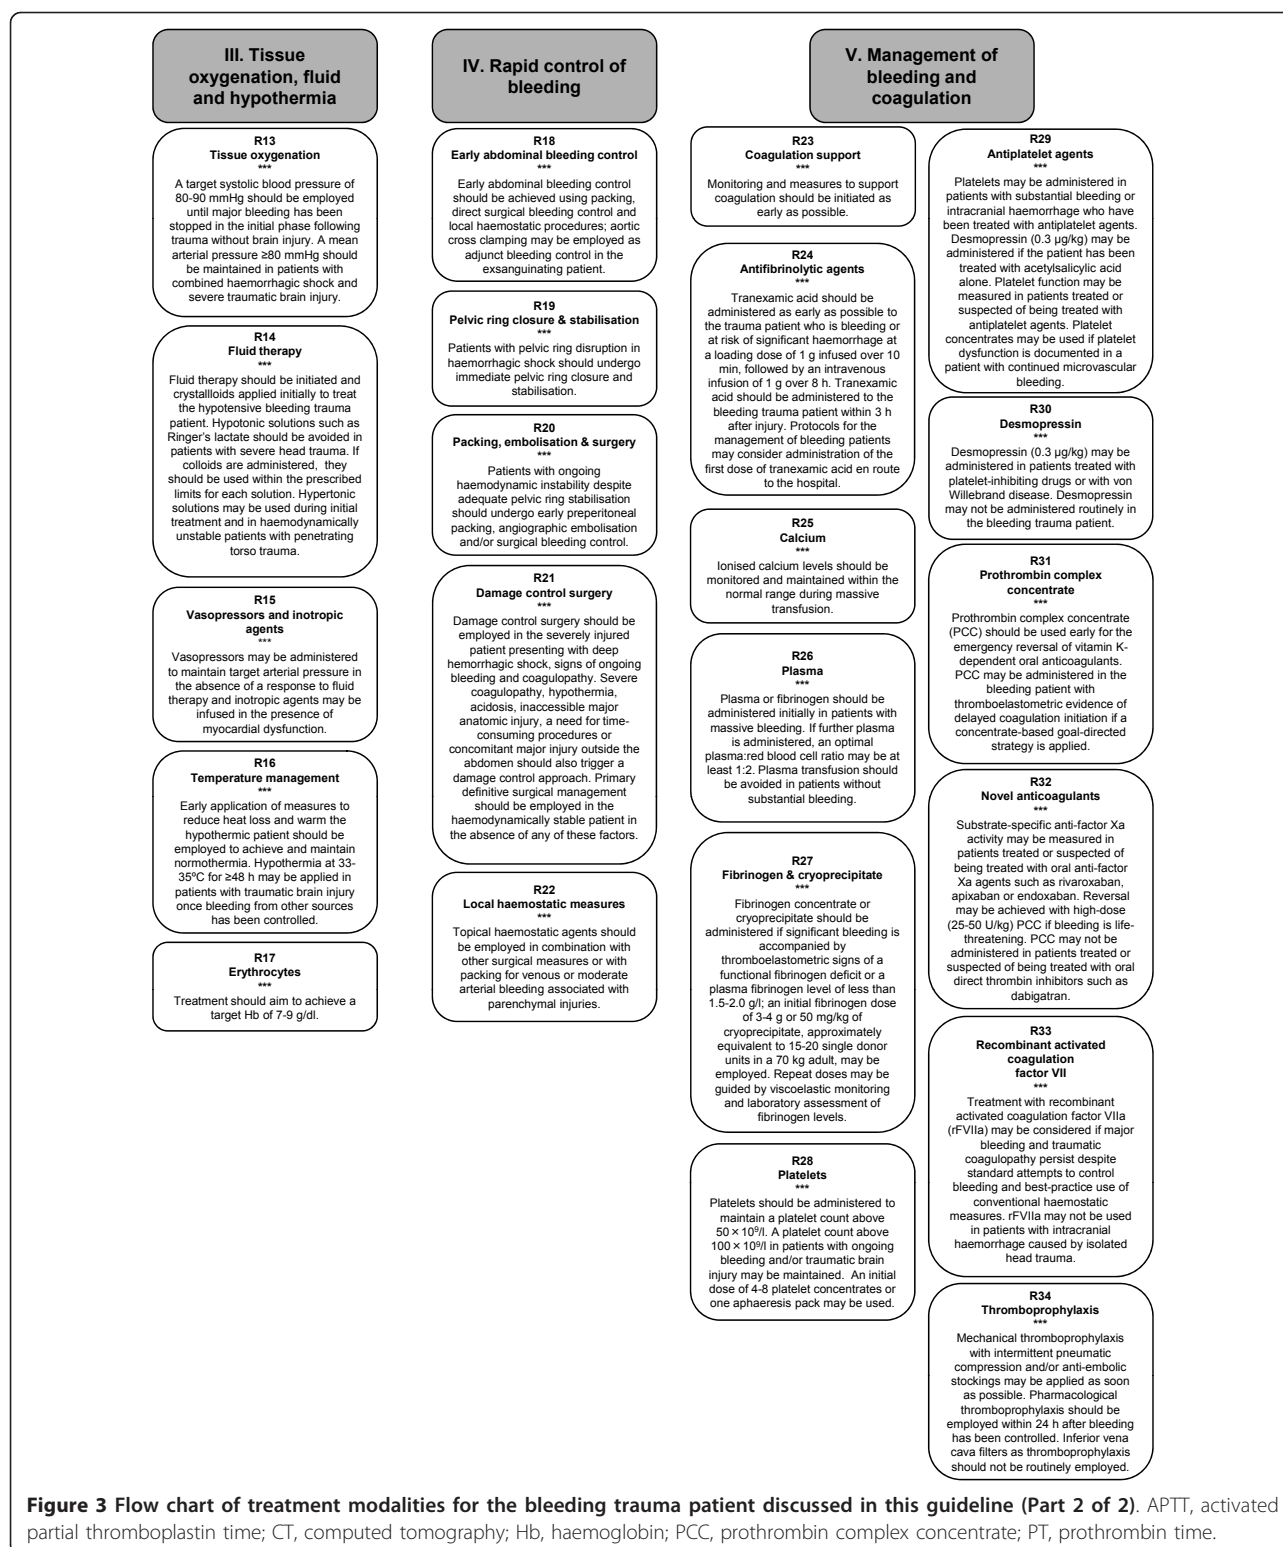 III. Tissue
oxygenation, fluid
and hypothermia
R13
Tissue oxygenation
***
A target systolic blood pressure of
80-90 mmHg should be employed
until major bleeding has been
stopped in the initial phase following
trauma without brain injury. A mean
arterial pressure ≥80 mmHg should
be maintained in patients with
combined haemorrhagic shock and
severe traumatic brain injury.
R14
Fluid therapy
***
Fluid therapy should be initiated and
crystallloids applied initially to treat
the hypotensive bleeding trauma
patient. Hypotonic solutions such as
Ringer's lactate should be avoided in
patients with severe head trauma. If
colloids are administered, they
should be used within the prescribed
limits for each solution. Hypertonic
solutions may be used during initial
treatment and in haemodynamically
unstable patients with penetrating
torso trauma.
R15
Vasopressors and inotropic
agents
***
Vasopressors may be administered
to maintain target arterial pressure in
the absence of a response to fluid
therapy and inotropic agents may be
infused in the presence of
myocardial dysfunction.
R16
Temperature management
***
Early application of measures to
reduce heat loss and warm the
hypothermic patient should be
employed to achieve and maintain
normothermia. Hypothermia at 33-
35ºC for ≥48 h may be applied in
patients with traumatic brain injury
once bleeding from other sources
has been controlled.
R17
Erythrocytes
***
Treatment should aim to achieve a
target Hb of 7-9 g/dl.
IV. Rapid control of
bleeding
R18
Early abdominal bleeding control
***
Early abdominal bleeding control
should be achieved using packing,
direct surgical bleeding control and
local haemostatic procedures; aortic
cross clamping may be employed as
adjunct bleeding control in the
exsanguinating patient.
R19
Pelvic ring closure & stabilisation
***
Patients with pelvic ring disruption in
haemorrhagic shock should undergo
immediate pelvic ring closure and
stabilisation.
R20
Packing, embolisation & surgery
***
Patients with ongoing
haemodynamic instability despite
adequate pelvic ring stabilisation
should undergo early preperitoneal
packing, angiographic embolisation
and/or surgical bleeding control.
R21
Damage control surgery
***
Damage control surgery should be
employed in the severely injured
patient presenting with deep
hemorrhagic shock, signs of ongoing
bleeding and coagulopathy. Severe
coagulopathy, hypothermia,
acidosis, inaccessible major
anatomic injury, a need for time-
consuming procedures or
concomitant major injury outside the
abdomen should also trigger a
damage control approach. Primary
definitive surgical management
should be employed in the
haemodynamically stable patient in
the absence of any of these factors.
R22
Local haemostatic measures
***
Topical haemostatic agents should
be employed in combination with
other surgical measures or with
packing for venous or moderate
arterial bleeding associated with
parenchymal injuries.
V. Management of
bleeding and
coagulation
R23
Coagulation support
***
Monitoring and measures to support
coagulation should be initiated as
early as possible.
R24
Antifibrinolytic agents
***
Tranexamic acid should be
administered as early as possible to
the trauma patient who is bleeding or
at risk of significant haemorrhage at
a loading dose of 1 g infused over 10
min, followed by an intravenous
infusion of 1 g over 8 h. Tranexamic
acid should be administered to the
bleeding trauma patient within 3 h
after injury. Protocols for the
management of bleeding patients
may consider administration of the
first dose of tranexamic acid en route
to the hospital.
R25
Calcium
***
Ionised calcium levels should be
monitored and maintained within the
normal range during massive
transfusion.
R26
Plasma
***
Plasma or fibrinogen should be
administered initially in patients with
massive bleeding. If further plasma
is administered, an optimal
plasma:red blood cell ratio may be at
least 1:2. Plasma transfusion should
be avoided in patients without
substantial bleeding.
R27
Fibrinogen & cryoprecipitate
***
Fibrinogen concentrate or
cryoprecipitate should be
administered if significant bleeding is
accompanied by
thromboelastometric signs of a
functional fibrinogen deficit or a
plasma fibrinogen level of less than
1.5-2.0 g/l; an initial fibrinogen dose
of 3-4 g or 50 mg/kg of
cryoprecipitate, approximately
equivalent to 15-20 single donor
units in a 70 kg adult, may be
employed. Repeat doses may be
guided by viscoelastic monitoring
and laboratory assessment of
fibrinogen levels.
R28
Platelets
***
Platelets should be administered to
maintain a platelet count above
50 × 10⁹/l. A platelet count above
100 × 10⁹/l in patients with ongoing
bleeding and/or traumatic brain
injury may be maintained. An initial
dose of 4-8 platelet concentrates or
one aphaeresis pack may be used.
R29
Antiplatelet agents
***
Platelets may be administered in
patients with substantial bleeding or
intracranial haemorrhage who have
been treated with antiplatelet agents.
Desmopressin (0.3 µg/kg) may be
administered if the patient has been
treated with acetylsalicylic acid
alone. Platelet function may be
measured in patients treated or
suspected of being treated with
antiplatelet agents. Platelet
concentrates may be used if platelet
dysfunction is documented in a
patient with continued microvascular
bleeding.
R30
Desmopressin
***
Desmopressin (0.3 µg/kg) may be
administered in patients treated with
platelet-inhibiting drugs or with von
Willebrand disease. Desmopressin
may not be administered routinely in
the bleeding trauma patient.
R31
Prothrombin complex
concentrate
***
Prothrombin complex concentrate
(PCC) should be used early for the
emergency reversal of vitamin K-
dependent oral anticoagulants.
PCC may be administered in the
bleeding patient with
thromboelastometric evidence of
delayed coagulation initiation if a
concentrate-based goal-directed
strategy is applied.
R32
Novel anticoagulants
***
Substrate-specific anti-factor Xa
activity may be measured in
patients treated or suspected of
being treated with oral anti-factor
Xa agents such as rivaroxaban,
apixaban or endoxaban. Reversal
may be achieved with high-dose
(25-50 U/kg) PCC if bleeding is life-
threatening. PCC may not be
administered in patients treated or
suspected of being treated with oral
direct thrombin inhibitors such as
dabigatran.
R33
Recombinant activated
coagulation
factor VII
***
Treatment with recombinant
activated coagulation factor VIIa
(rFVIIa) may be considered if major
bleeding and traumatic
coagulopathy persist despite
standard attempts to control
bleeding and best-practice use of
conventional haemostatic
measures. rFVIIa may not be used
in patients with intracranial
haemorrhage caused by isolated
head trauma.
R34
Thromboprophylaxis
***
Mechanical thromboprophylaxis
with intermittent pneumatic
compression and/or anti-embolic
stockings may be applied as soon
as possible. Pharmacological
thromboprophylaxis should be
employed within 24 h after bleeding
has been controlled. Inferior vena
cava filters as thromboprophylaxis
should not be routinely employed.
Figure 3 Flow chart of treatment modalities for the bleeding trauma patient discussed in this guideline (Part 2 of 2). APTT, activated
partial thromboplastin time; CT, computed tomography; Hb, haemoglobin; PCC, prothrombin complex concentrate; PT, prothrombin time.